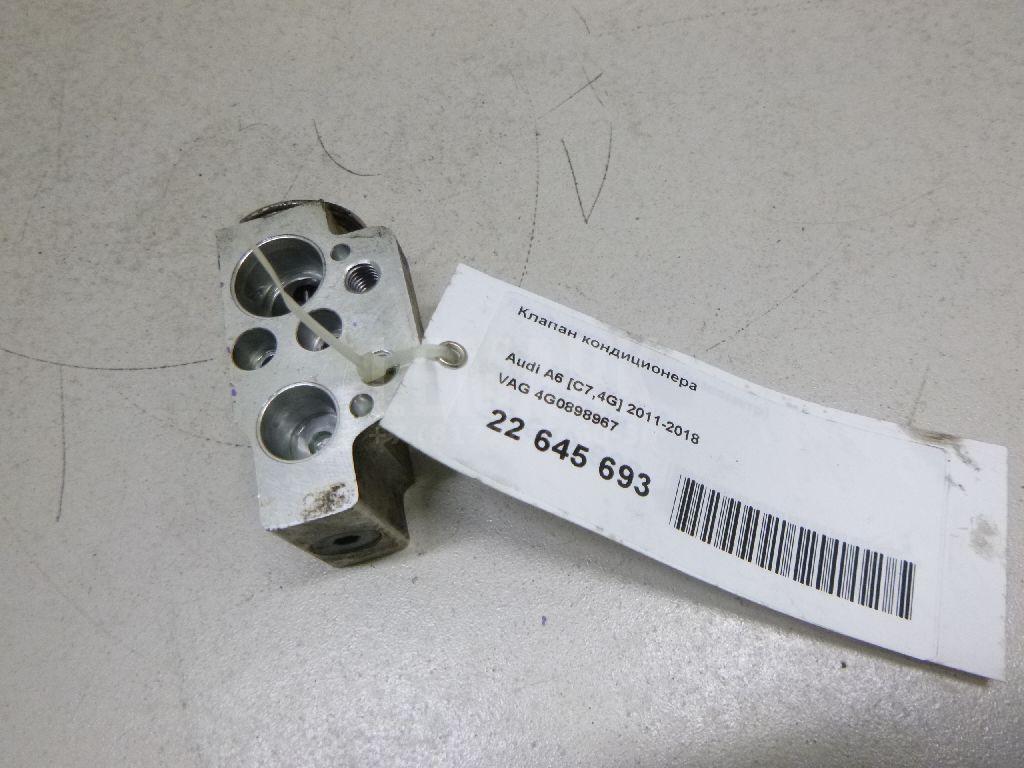 Клапан кондиционера
Audi A6 [C7,4G] 2011-2018
VAG 4G0898967
22 645 693